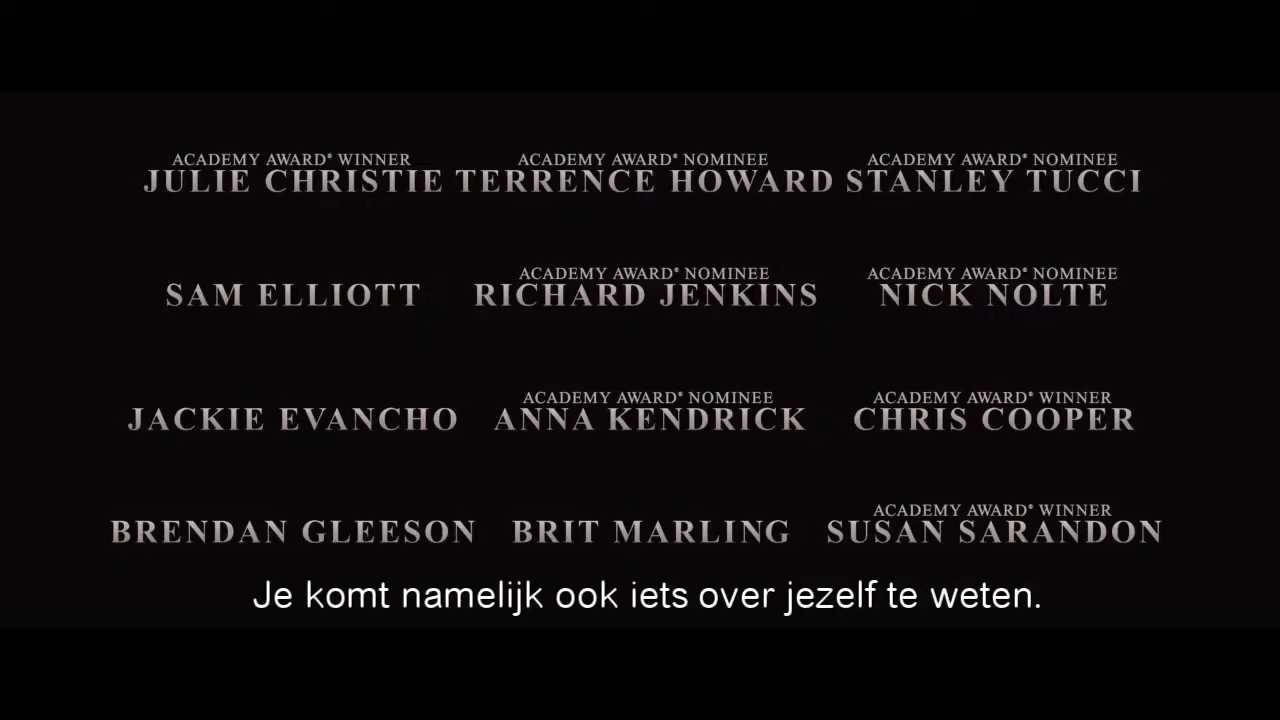 ACADEMY AWARD® WINNER ACADEMY AWARD® NOMINEE ACADEMY AWARD® NOMINEE
JULIE CHRISTIE TERRENCE HOWARD STANLEY TUCCI
ACADEMY AWARD® NOMINEE ACADEMY AWARD® NOMINEE
SAM ELLIOTT RICHARD JENKINS NICK NOLTE
ACADEMY AWARD® NOMINEE ACADEMY AWARD® WINNER
JACKIE EVANCHO ANNA KENDRICK CHRIS COOPER
ACADEMY AWARD® WINNER
BRENDAN GLEESON BRIT MARLING SUSAN SARANDON
Je komt namelijk ook iets over jezelf te weten.